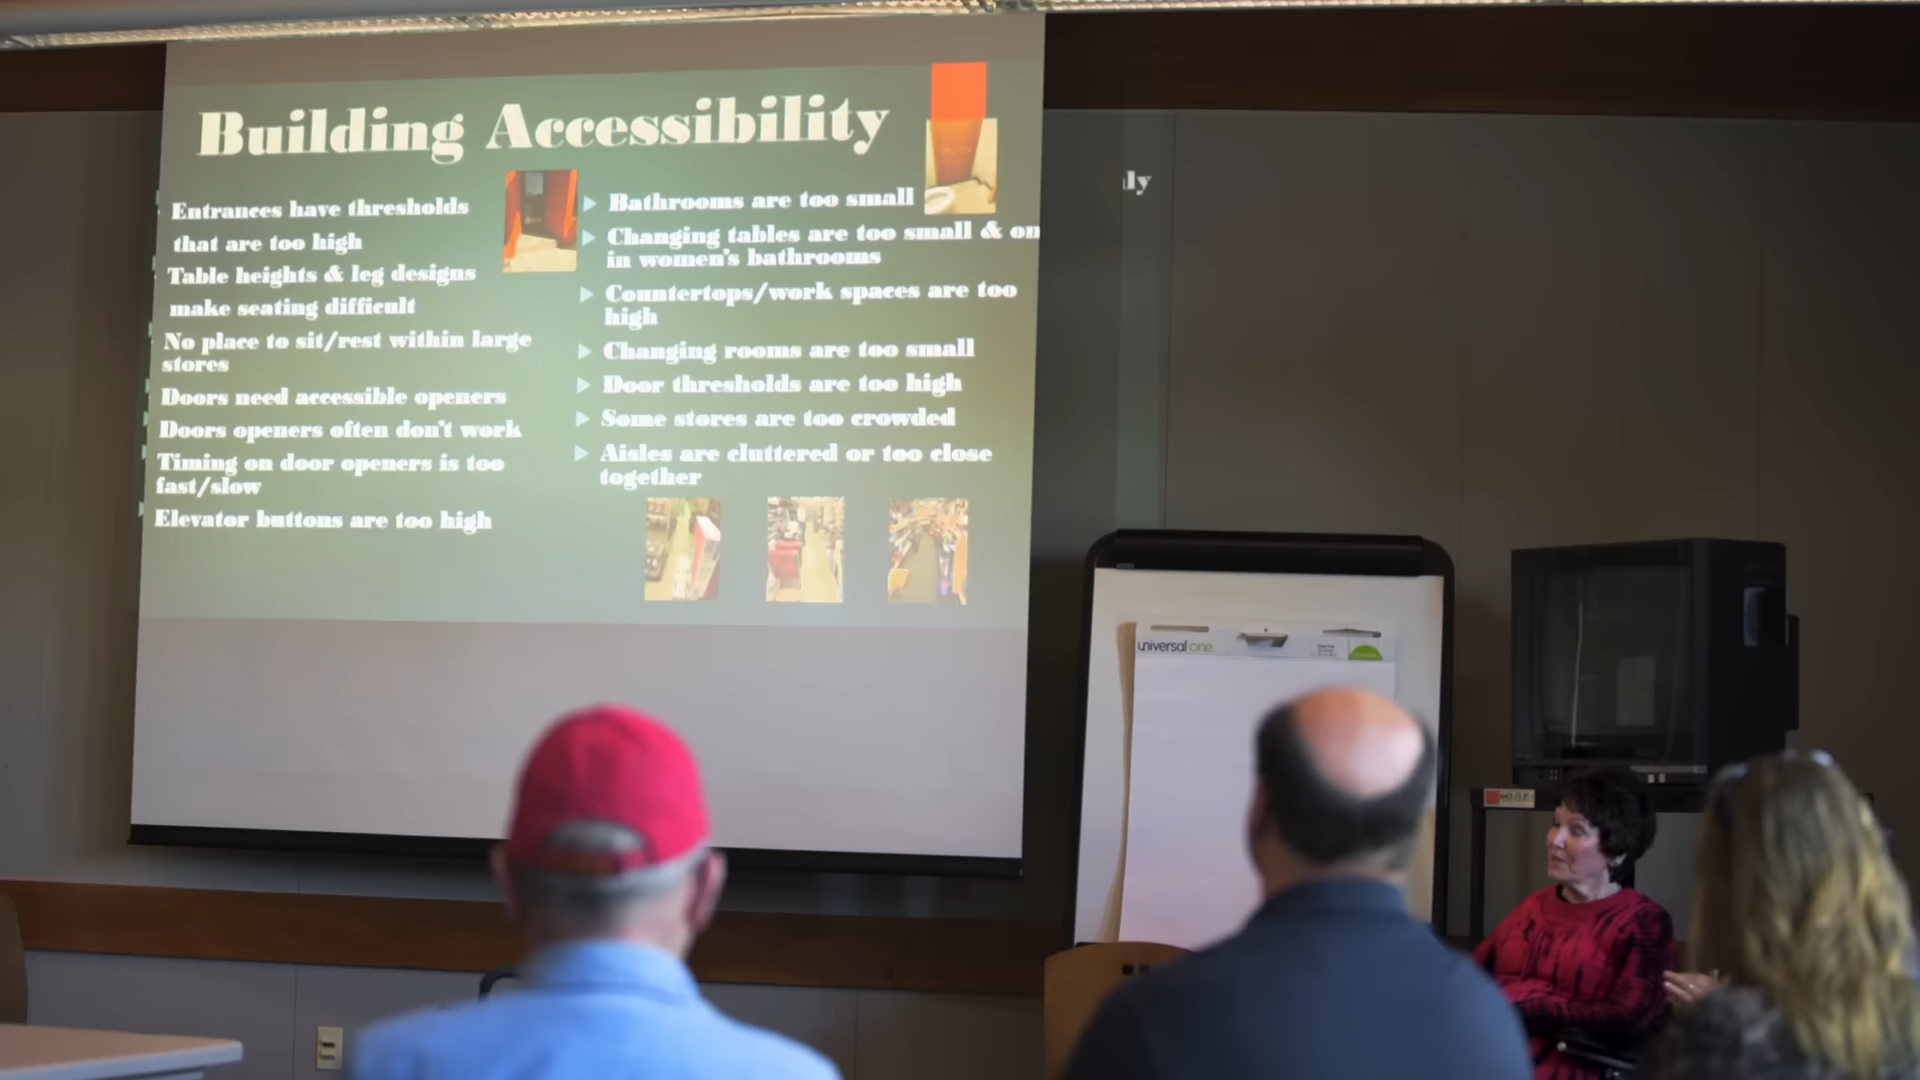 Building Accessibility
Entrances have thresholds
that are too high
Table heights & leg designs
make seating difficult
No place to sit/rest within large
stores
Doors need accessible openers
Doors openers often don't work
Timing on door openers is too
fast/slow
Elevator buttons are too high
Bathrooms are too small
Changing tables are too small & only
in women's bathrooms
Countertops/work spaces are too
high
Changing rooms are too small
Door thresholds are too high
Some stores are too crowded
Aisles are cluttered or too close
together
universal one